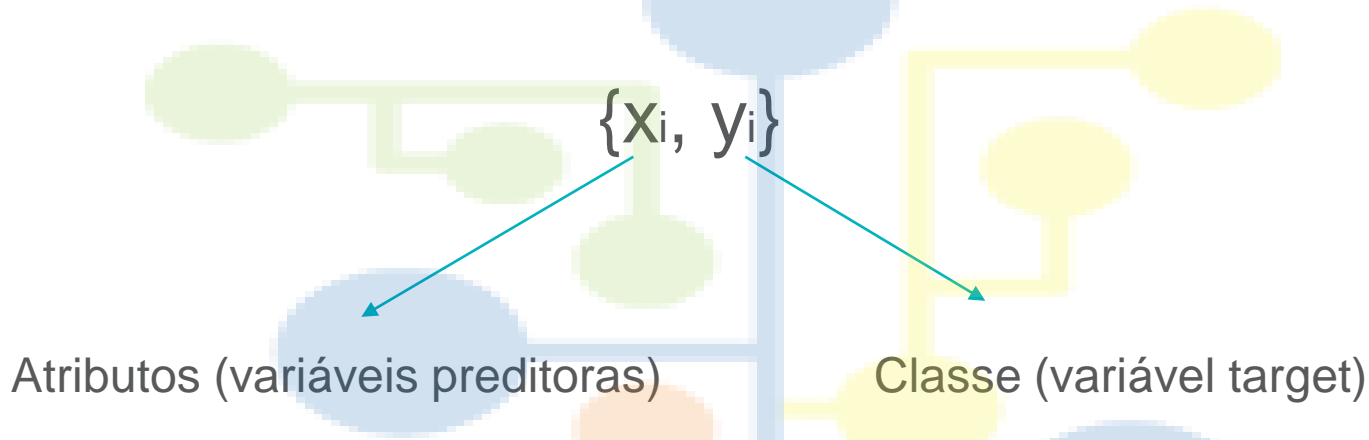 {xi, yi}
Atributos (variáveis preditoras) Classe (variável target)